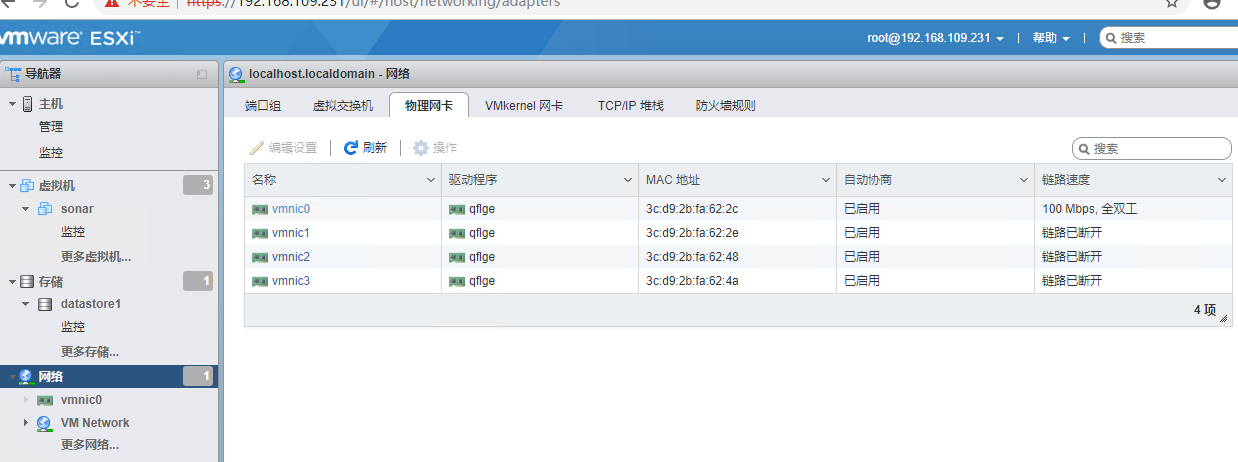 不安全 | https://192.168.109.231/ui/#/host/networking/adapters
vmware ESXi™
root@192.168.109.231 | 帮助 | 搜索
导航器
主机
管理
监控
虚拟机 3
sonar
监控
更多虚拟机...
存储 1
datastore1
监控
更多存储...
网络 1
vmnic0
VM Network
更多网络...
localhost.localdomain - 网络
端口组 虚拟交换机 物理网卡 VMkernel 网卡 TCP/IP 堆栈 防火墙规则
编辑设置 | 刷新 | 操作 搜索
名称 驱动程序 MAC 地址 自动协商 链路速度
vmnic0 qflge 3c:d9:2b:fa:62:2c 已启用 100 Mbps, 全双工
vmnic1 qflge 3c:d9:2b:fa:62:2e 已启用 链路已断开
vmnic2 qflge 3c:d9:2b:fa:62:48 已启用 链路已断开
vmnic3 qflge 3c:d9:2b:fa:62:4a 已启用 链路已断开
4 项